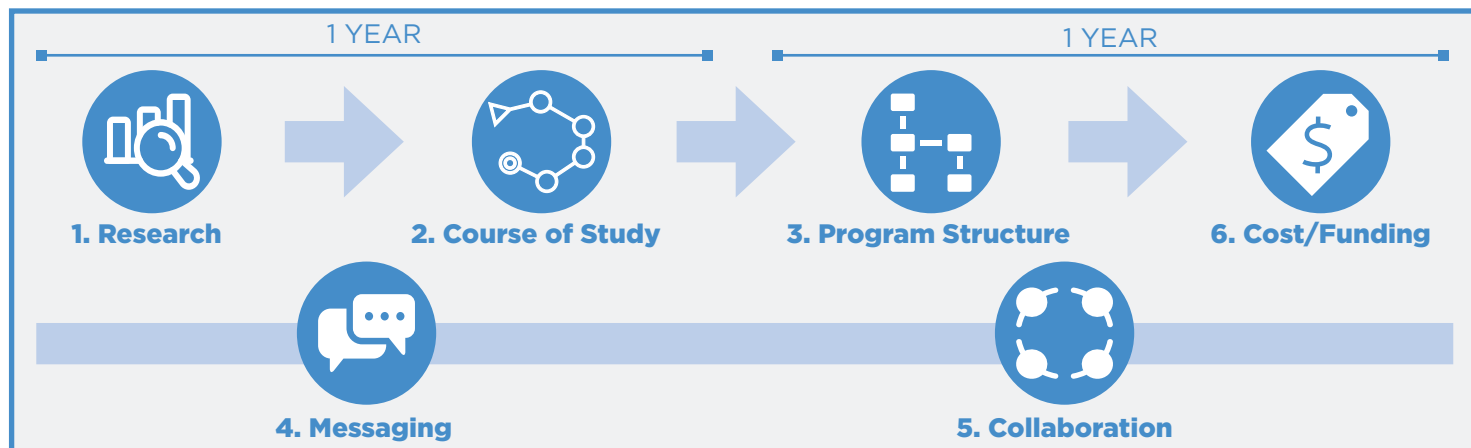 1 YEAR
1 YEAR
1. Research
2. Course of Study
3. Program Structure
$
6. Cost/Funding
4. Messaging
5. Collaboration